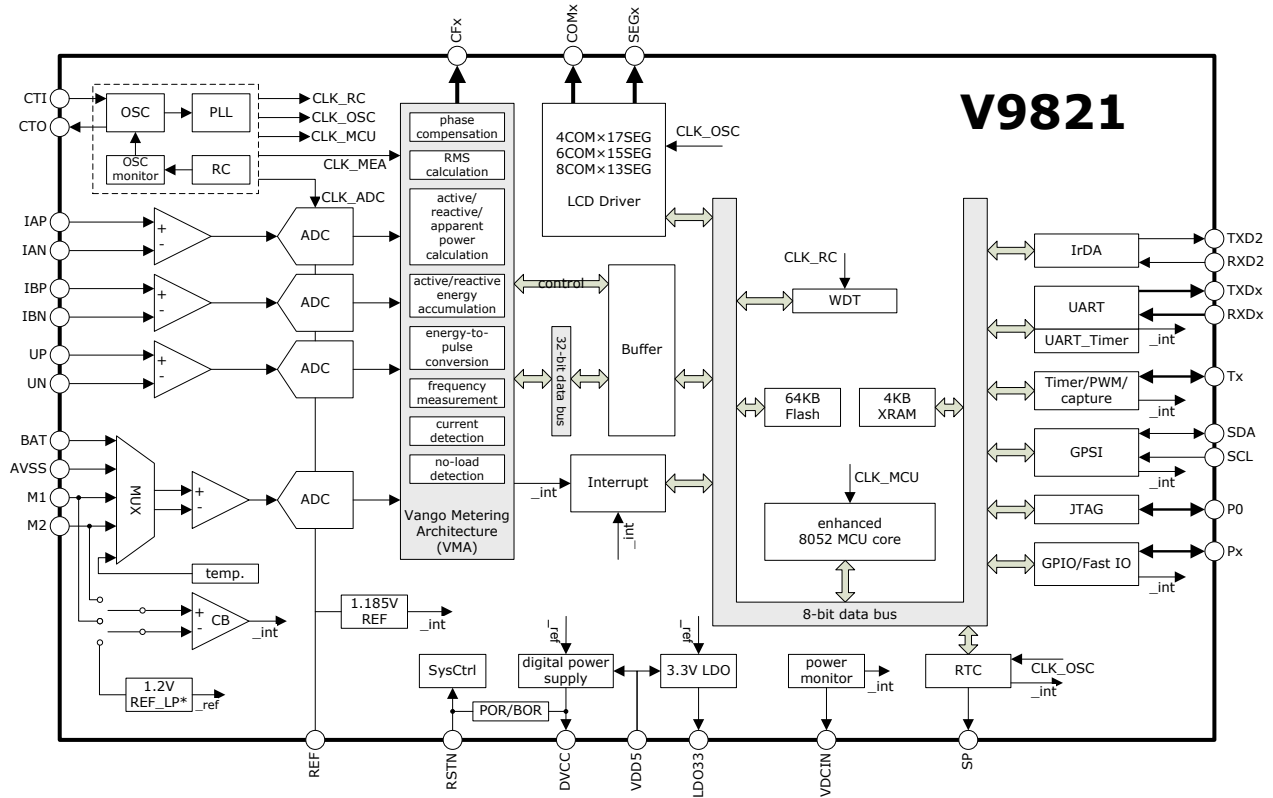 CFx
COMx
SEGx
V9821
CTI
CTO
OSC
PLL
OSC
monitor
RC
CLK_RC
CLK_OSC
CLK_MCU
CLK_MEA
CLK_ADC
IAP
IAN
IBP
IBN
UP
UN
BAT
AVSS
M1
M2
+
-
+
-
+
-
+
-
ADC
ADC
ADC
ADC
MUX
temp.
+
-
CB
_int
1.2V
REF_LP*
_ref
1.185V
REF
_int
phase
compensation
RMS
calculation
active/
reactive/
apparent
power
calculation
active/reactive
energy
accumulation
energy-to-
pulse
conversion
frequency
measurement
current
detection
no-load
detection
Vango Metering
Architecture
(VMA)
4COM×17SEG
6COM×15SEG
8COM×13SEG
LCD Driver
CLK_OSC
control
32-bit data bus
Buffer
_int
Interrupt
_int
CLK_RC
WDT
64KB
Flash
4KB
XRAM
CLK_MCU
enhanced
8052 MCU core
8-bit data bus
IrDA
UART
UART_Timer
_int
Timer/PWM/
capture
_int
GPSI
_int
JTAG
GPIO/Fast IO
_int
TXD2
RXD2
TXDx
RXDx
Tx
SDA
SCL
P0
Px
SysCtrl
POR/BOR
_ref
digital power
supply
_ref
3.3V LDO
power
monitor
_int
RTC
CLK_OSC
_int
REF
RSTN
DVCC
VDD5
LDO33
VDCIN
SP